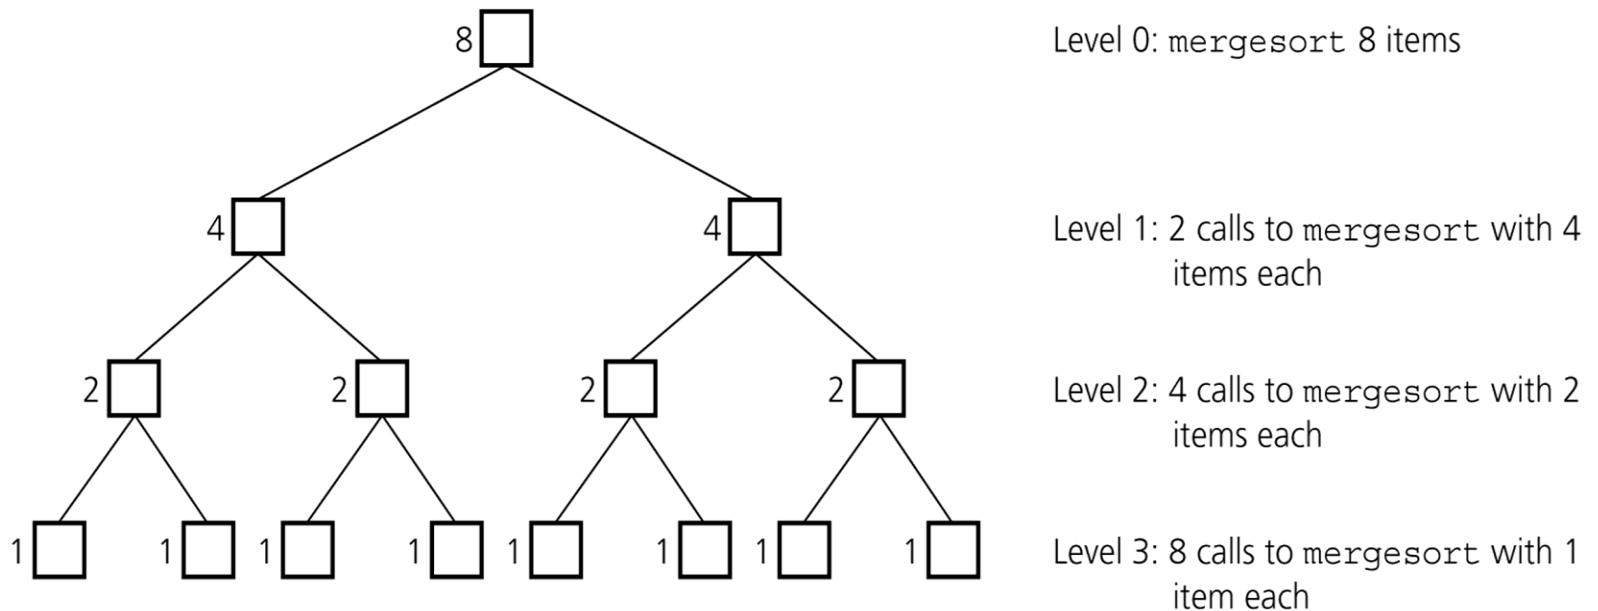 8
Level 0: mergesort 8 items
4 4
Level 1: 2 calls to mergesort with 4
items each
2 2 2 2
Level 2: 4 calls to mergesort with 2
items each
1 1 1 1 1 1 1 1
Level 3: 8 calls to mergesort with 1
item each